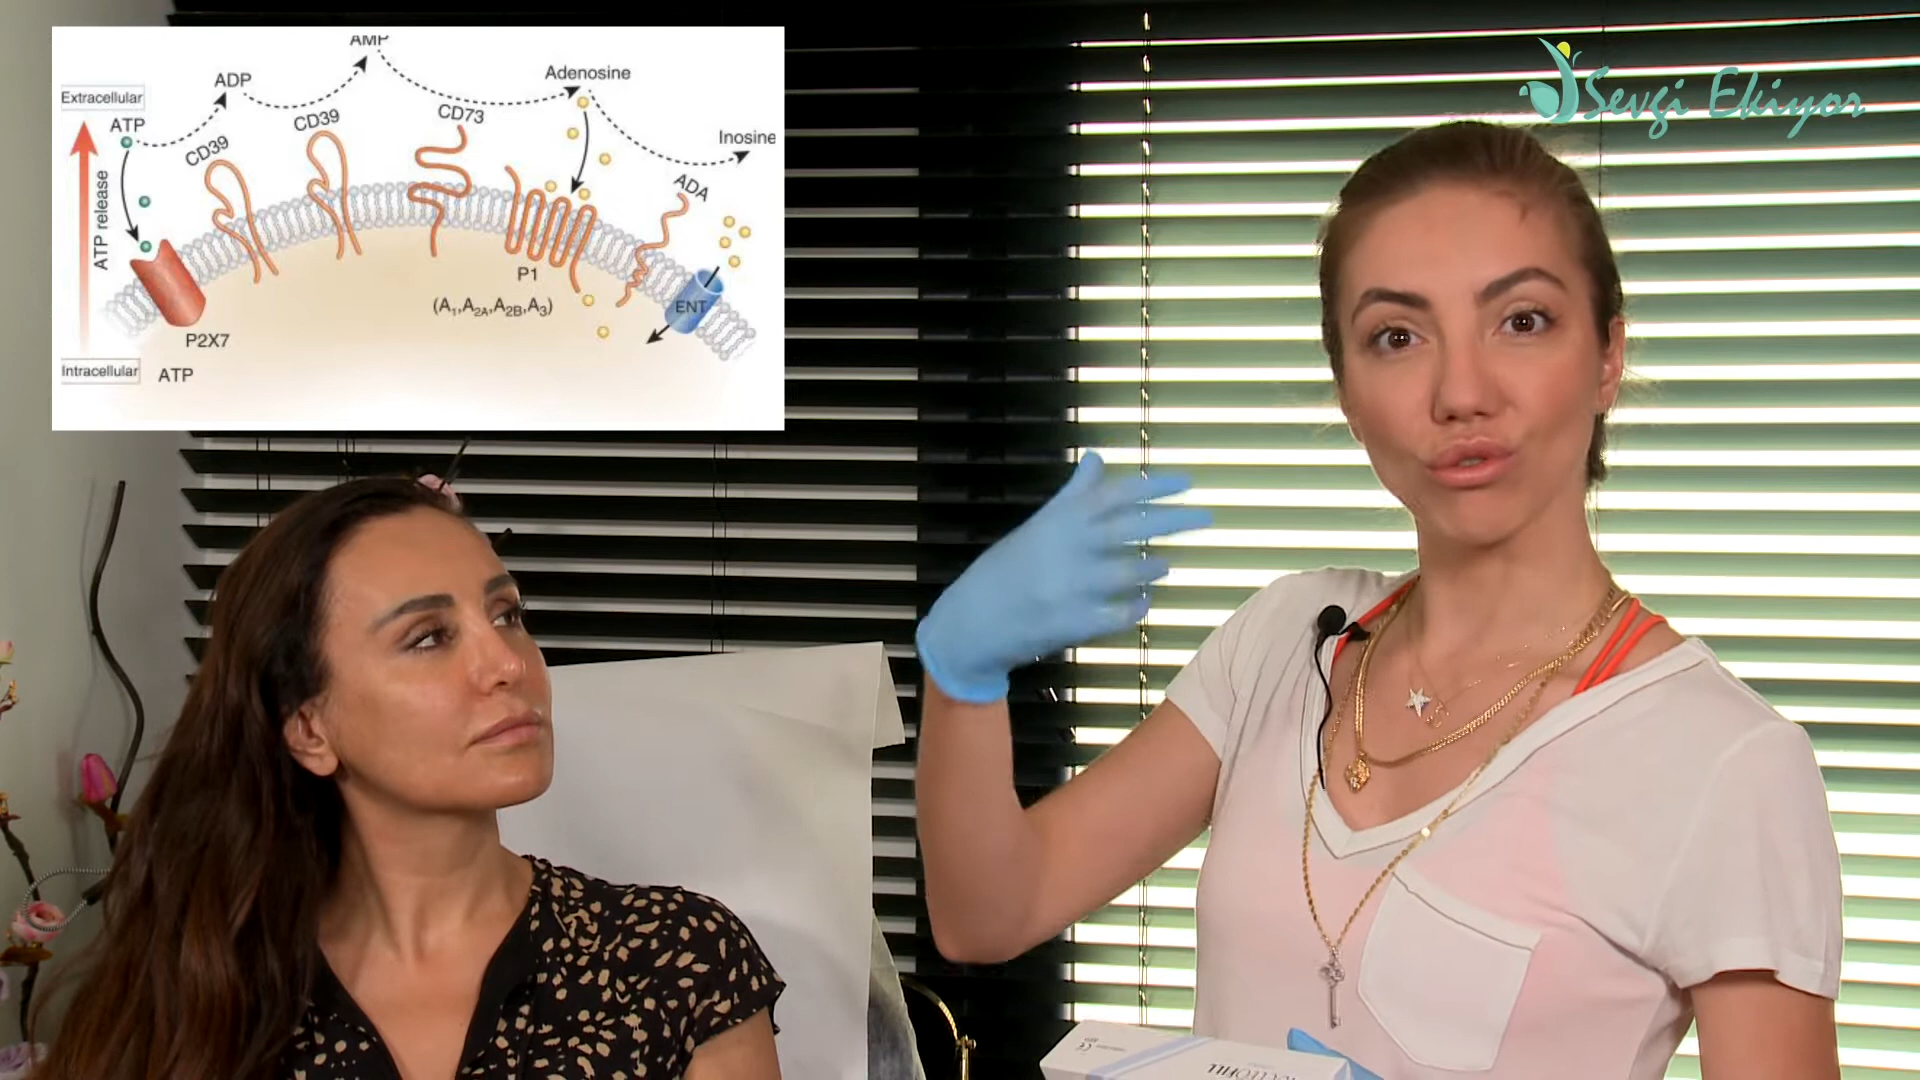 AMP
ADP
Adenosine
Extracellular
ATP
CD39
CD39
CD73
Inosine
ADA
ATP release
P1
(A1,A2A,A2B,A3)
ENT
P2X7
Intracellular
ATP
Sevgi Ekiyor